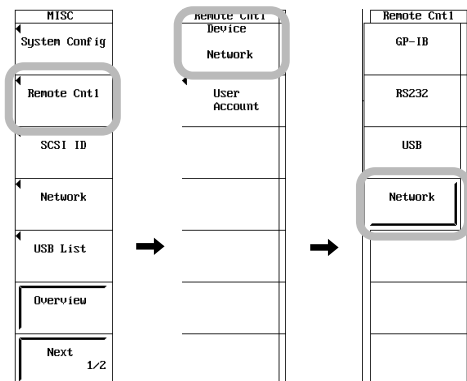 MISC
System Config
Remote Cntl
SCSI ID
Network
USB List
Overview
Next
1/2
Remote Cntl
Device
Network
User
Account
Remote Cntl
GP-IB
RS232
USB
Network